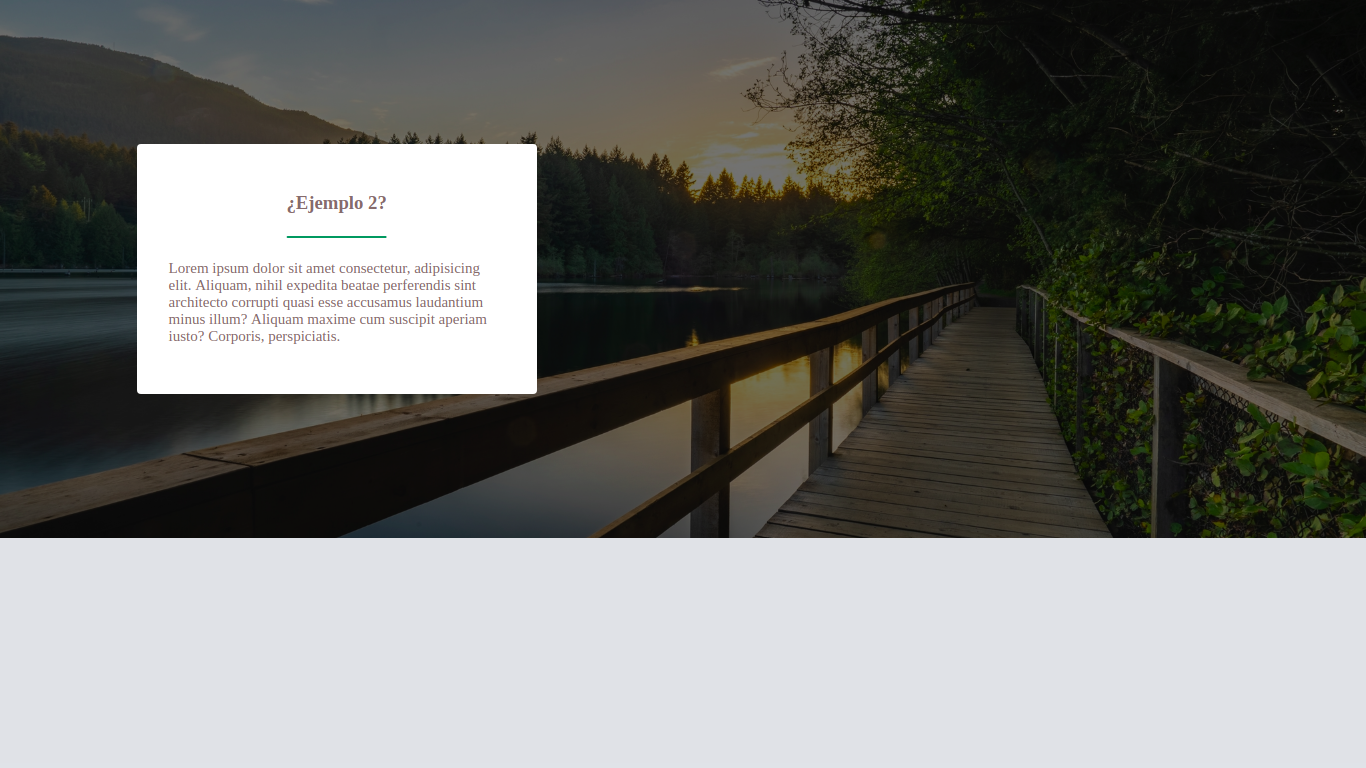 ¿Ejemplo 2?
Lorem ipsum dolor sit amet consectetur, adipisicing
elit. Aliquam, nihil expedita beatae perferendis sint
architecto corrupti quasi esse accusamus laudantium
minus illum? Aliquam maxime cum suscipit aperiam
iusto? Corporis, perspiciatis.